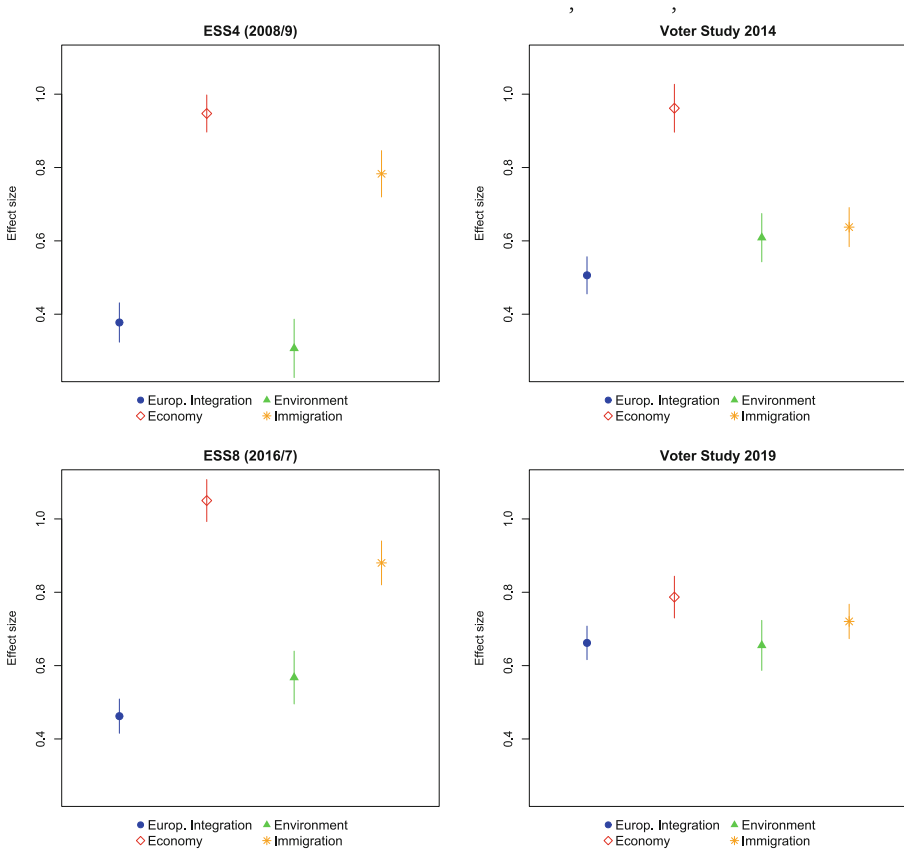 , ,
ESS4 (2008/9)
Effect size
0.4 0.6 0.8 1.0
Europ. Integration Environment
Economy Immigration
Voter Study 2014
Effect size
0.4 0.6 0.8 1.0
Europ. Integration Environment
Economy Immigration
ESS8 (2016/7)
Effect size
0.4 0.6 0.8 1.0
Europ. Integration Environment
Economy Immigration
Voter Study 2019
Effect size
0.4 0.6 0.8 1.0
Europ. Integration Environment
Economy Immigration